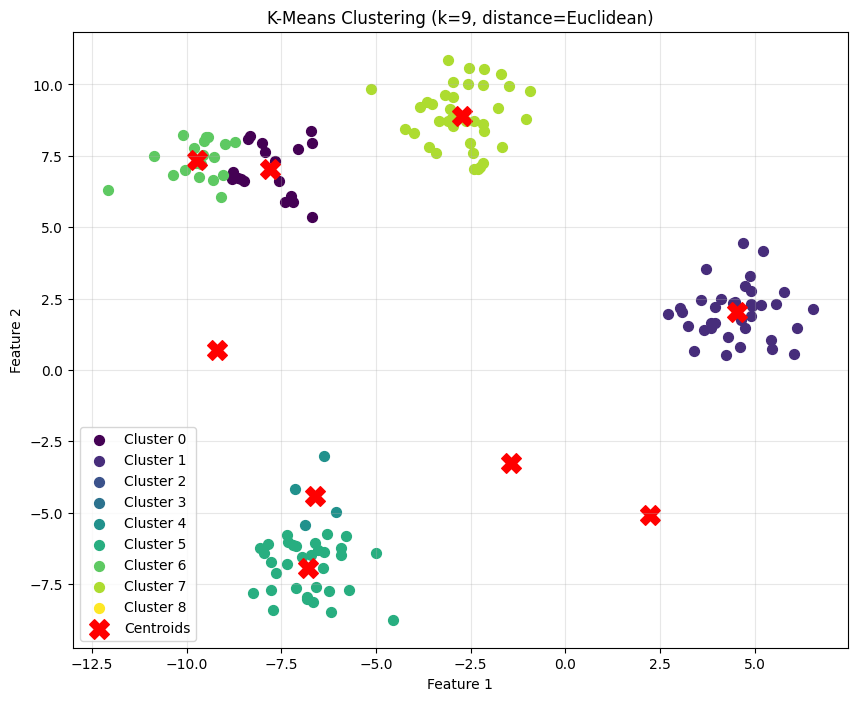 K-Means Clustering (k=9, distance=Euclidean)
10.0
7.5
5.0
2.5
0.0
−2.5
−5.0
−7.5
Feature 2
Cluster 0
Cluster 1
Cluster 2
Cluster 3
Cluster 4
Cluster 5
Cluster 6
Cluster 7
Cluster 8
Centroids
−12.5 −10.0 −7.5 −5.0 −2.5 0.0 2.5 5.0
Feature 1